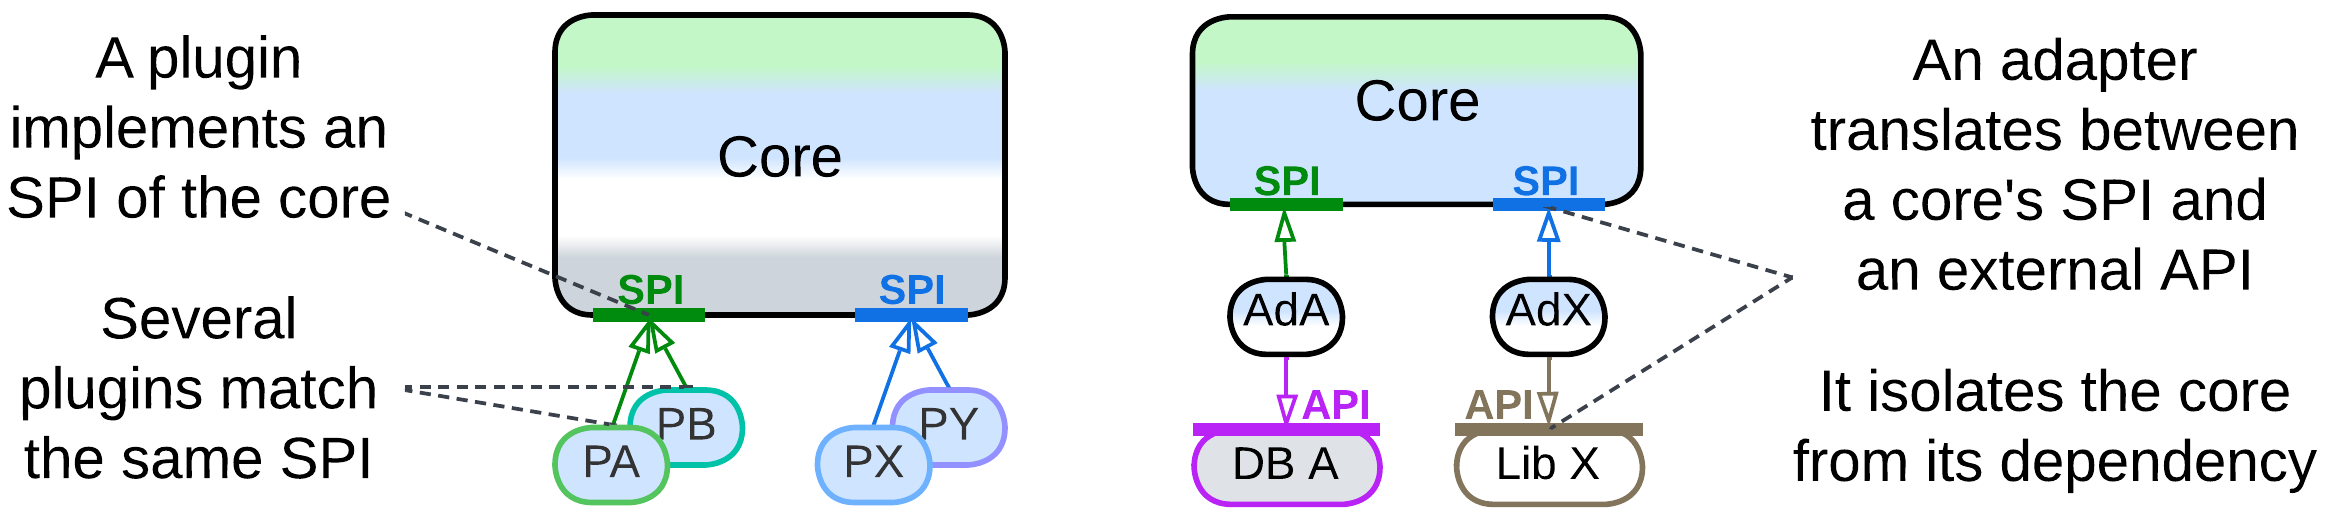 A plugin
implements an
SPI of the core
Several
plugins match
the same SPI
Core
SPI
SPI
PA
PB
PX
PY
Core
SPI
SPI
AdA
AdX
API
API
DB A
Lib X
An adapter
translates between
a core's SPI and
an external API
It isolates the core
from its dependency